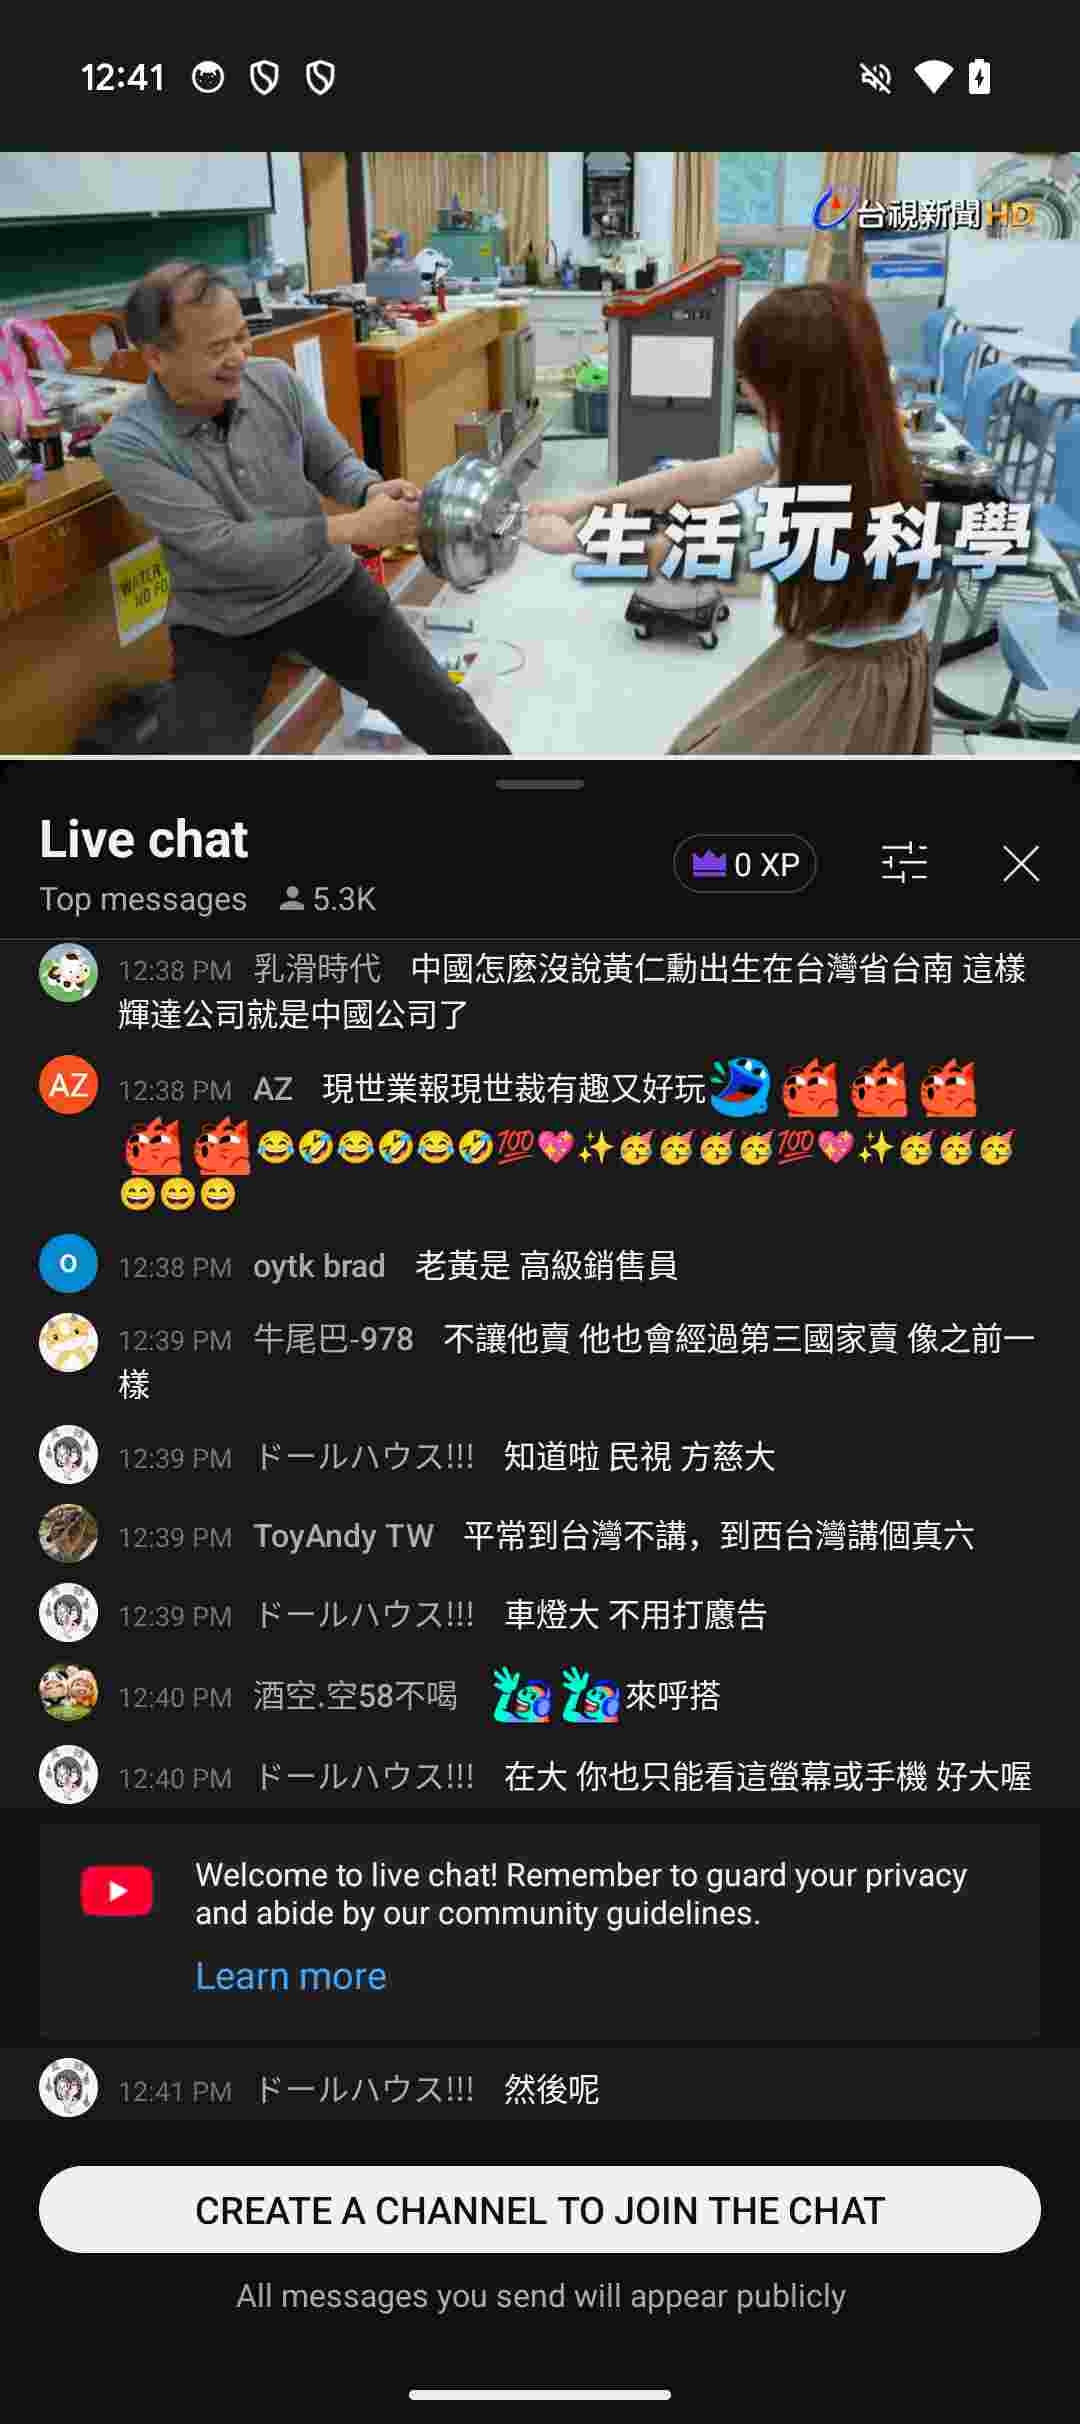 12:41
台視新聞HD
生活玩科學
WATER
Live chat
Top messages 5.3K
0 XP
12:38 PM 乳滑時代 中國怎麼沒說黃仁勳出生在台灣省台南 這樣
輝達公司就是中國公司了
AZ
12:38 PM AZ 現世業報現世裁有趣又好玩🤣
😂🤣😂🤣😂🤣💯💖✨🥳🥳🥳🥳💯💖✨🥳🥳🥳
😄😄😄
O
12:38 PM oytk brad 老黃是 高級銷售員
12:39 PM 牛尾巴-978 不讓他賣 他也會經過第三國家賣 像之前一
樣
12:39 PM ドールハウス!!! 知道啦 民視 方慈大
12:39 PM ToyAndy TW 平常到台灣不講，到西台灣講個真六
12:39 PM ドールハウス!!! 車燈大 不用打廣告
12:40 PM 酒空.空58不喝 來呼搭
12:40 PM ドールハウス!!! 在大 你也只能看這螢幕或手機 好大喔
Welcome to live chat! Remember to guard your privacy
and abide by our community guidelines.
Learn more
12:41 PM ドールハウス!!! 然後呢
CREATE A CHANNEL TO JOIN THE CHAT
All messages you send will appear publicly